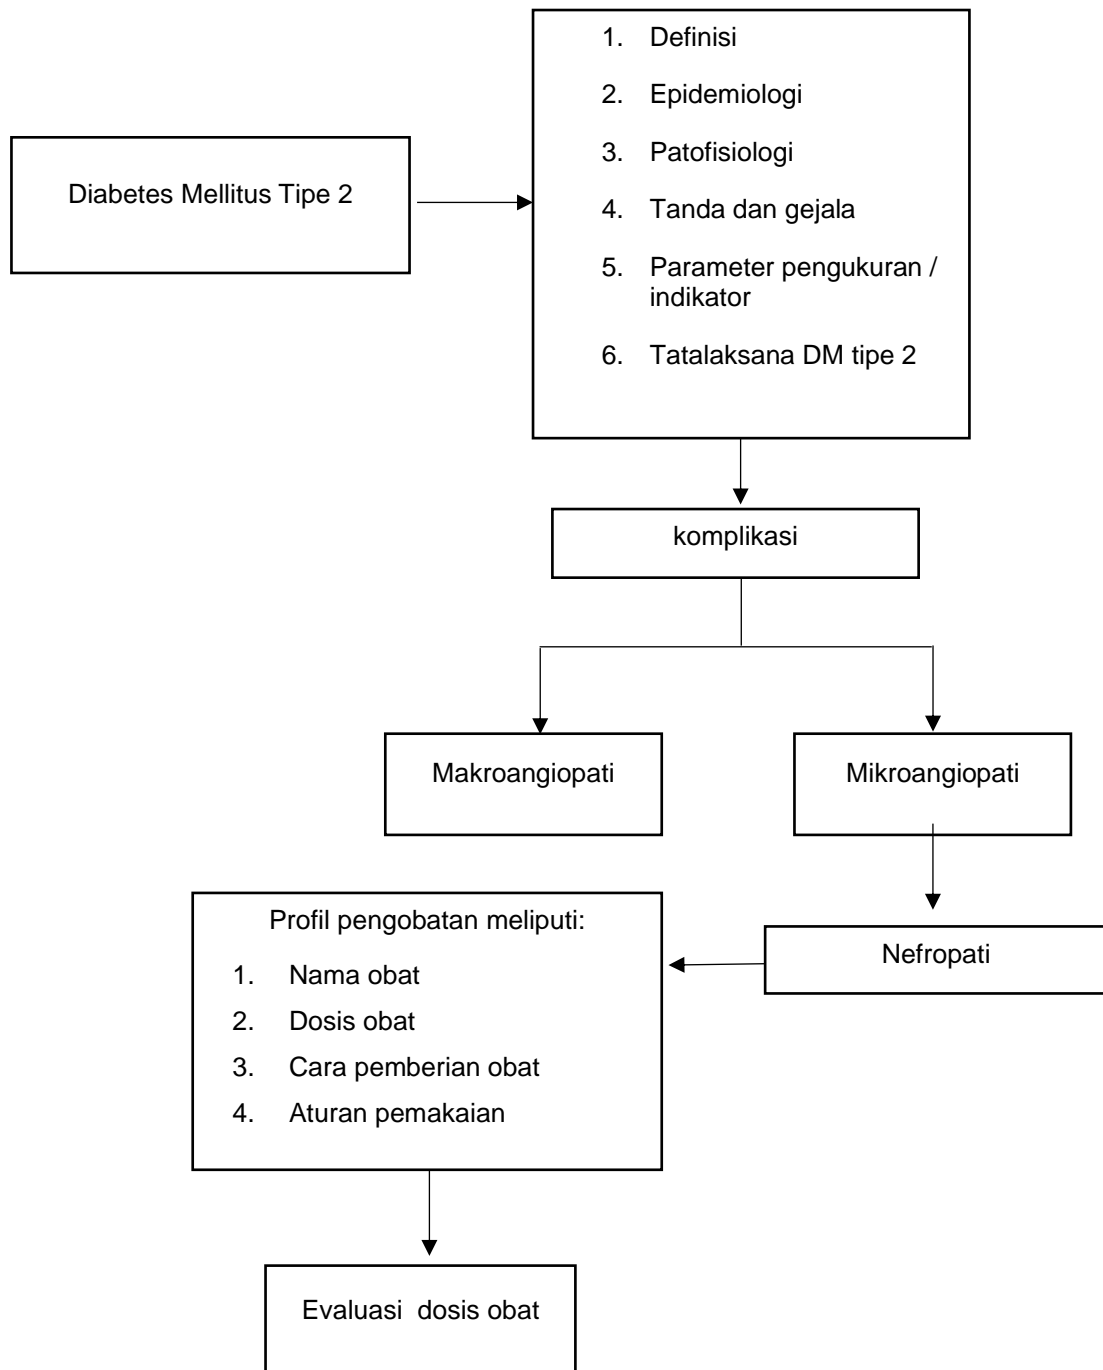 Diabetes Mellitus Tipe 2
1. Definisi
2. Epidemiologi
3. Patofisiologi
4. Tanda dan gejala
5. Parameter pengukuran /
indikator
6. Tatalaksana DM tipe 2
komplikasi
Makroangiopati
Mikroangiopati
Nefropati
Profil pengobatan meliputi:
1. Nama obat
2. Dosis obat
3. Cara pemberian obat
4. Aturan pemakaian
Evaluasi dosis obat